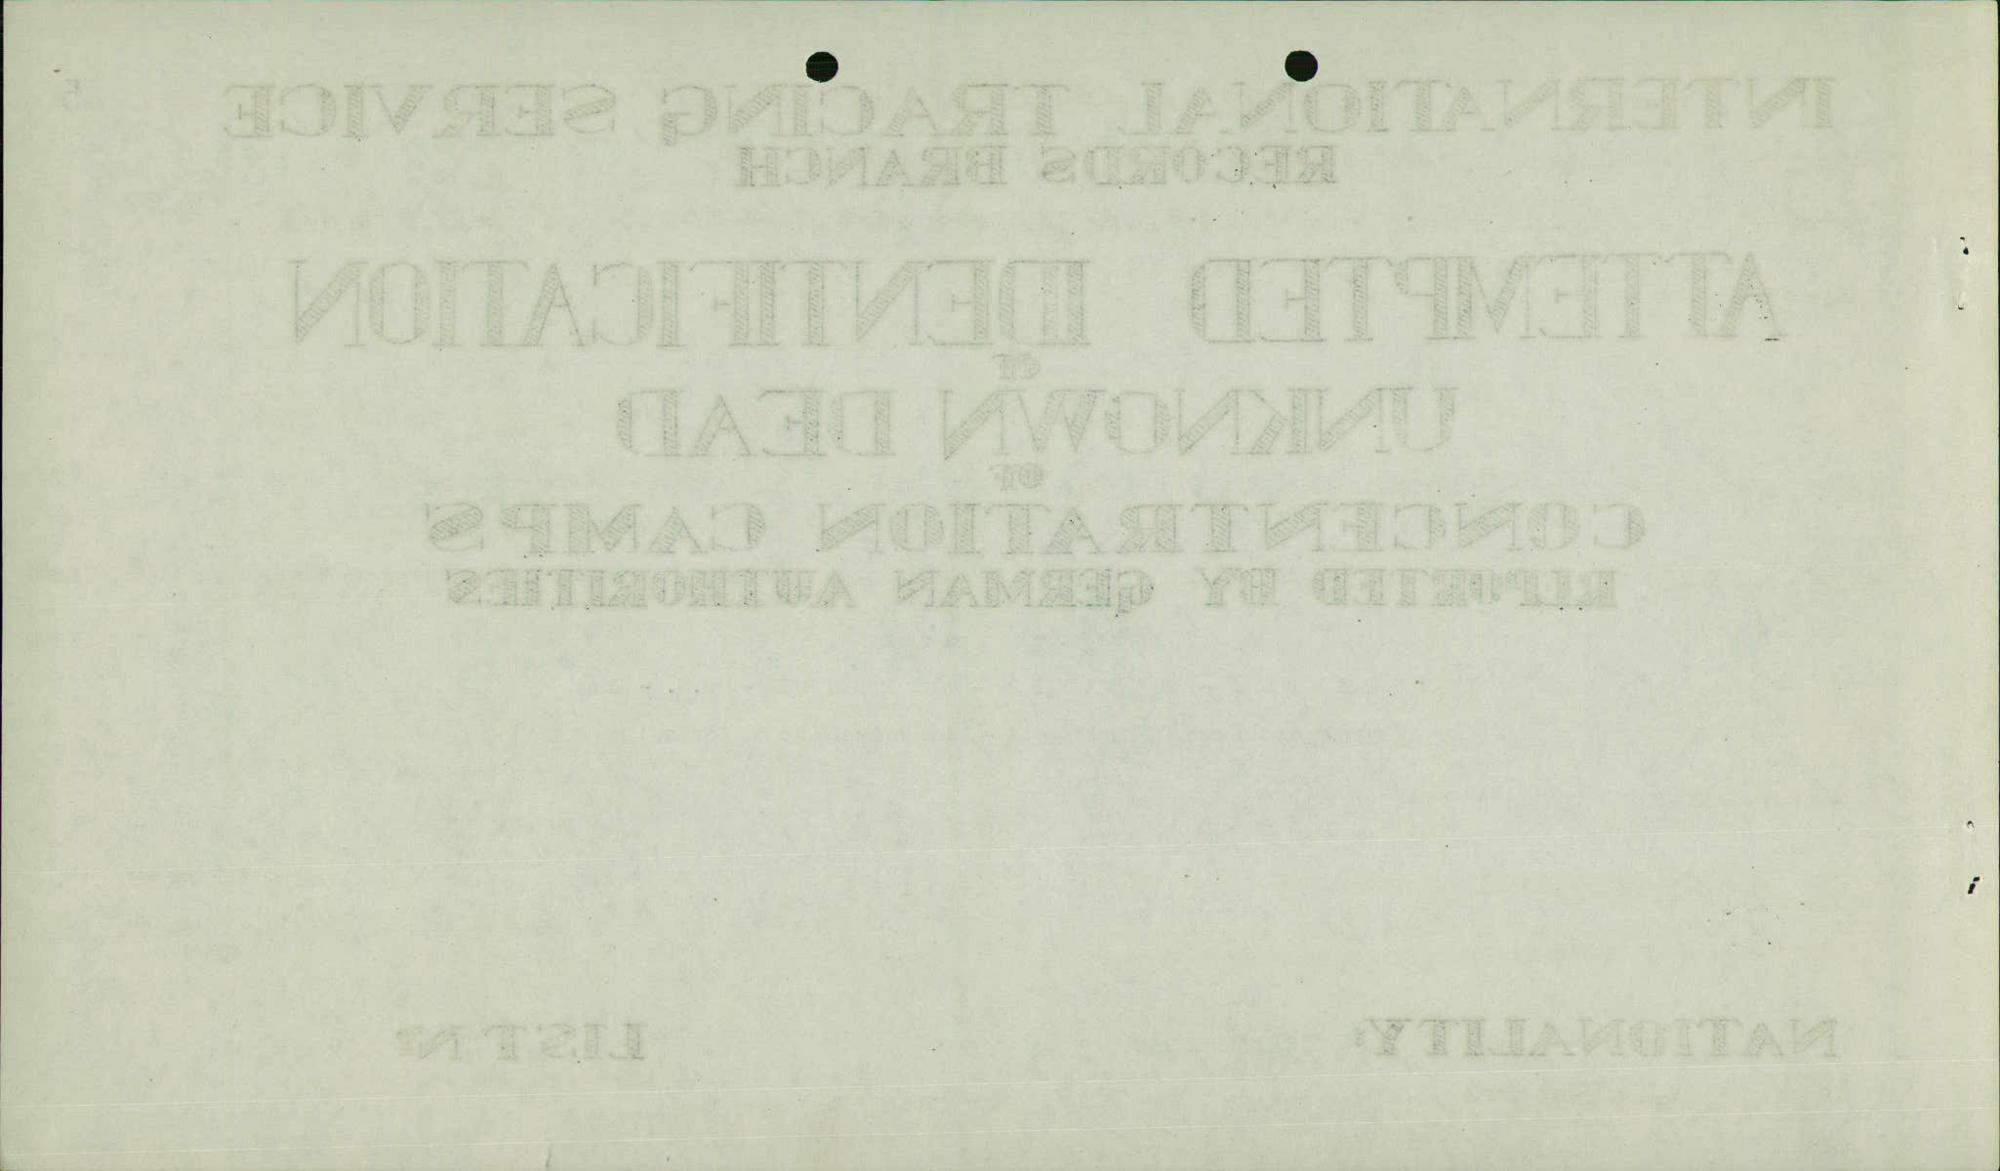 5
INTERNATIONAL TRACING SERVICE
RECORDS BRANCH
ATTEMPTED IDENTIFICATION
OF
UNKNOWN DEAD
OF
CONCENTRATION CAMPS
REPORTED BY GERMAN AUTHORITIES
NATIONALITY: LIST Nº